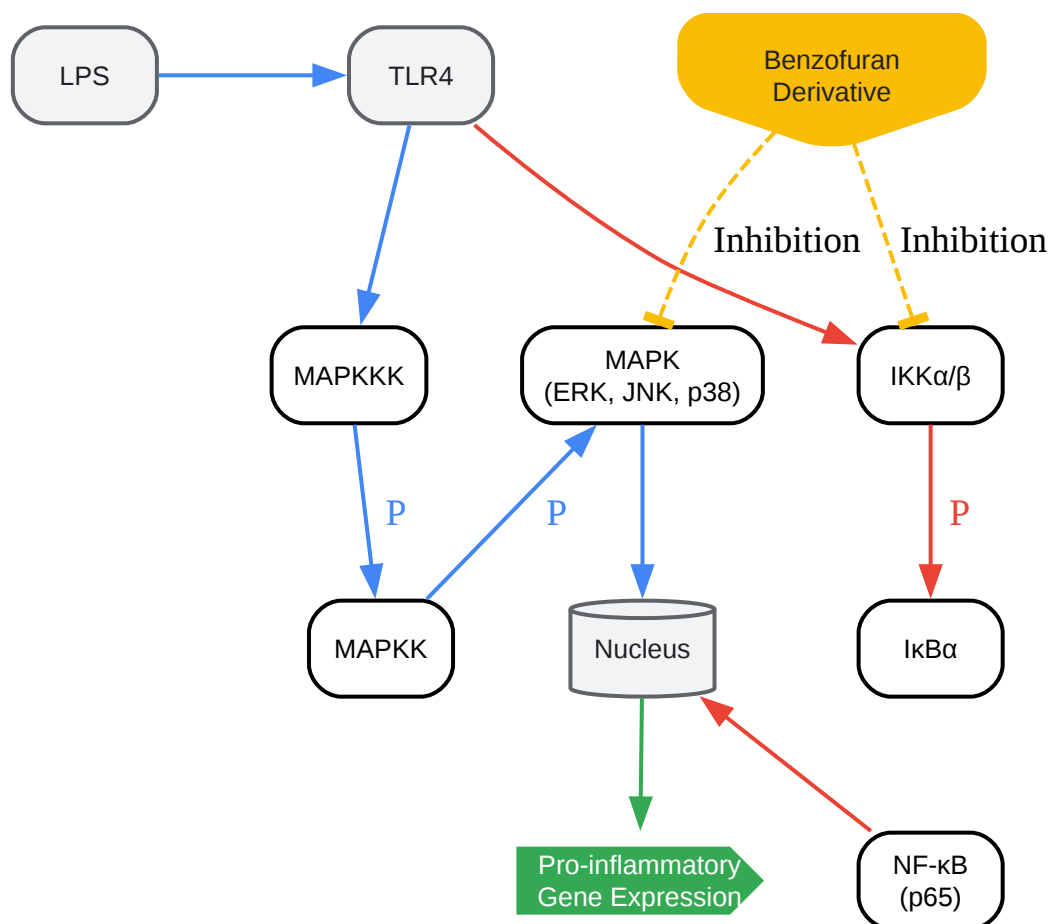 LPS
TLR4
Benzofuran
Derivative
Inhibition
Inhibition
MAPKKK
MAPK
(ERK, JNK, p38)
IKKα/β
P
P
P
MAPKK
Nucleus
IκBα
Pro-inflammatory
Gene Expression
NF-κB
(p65)